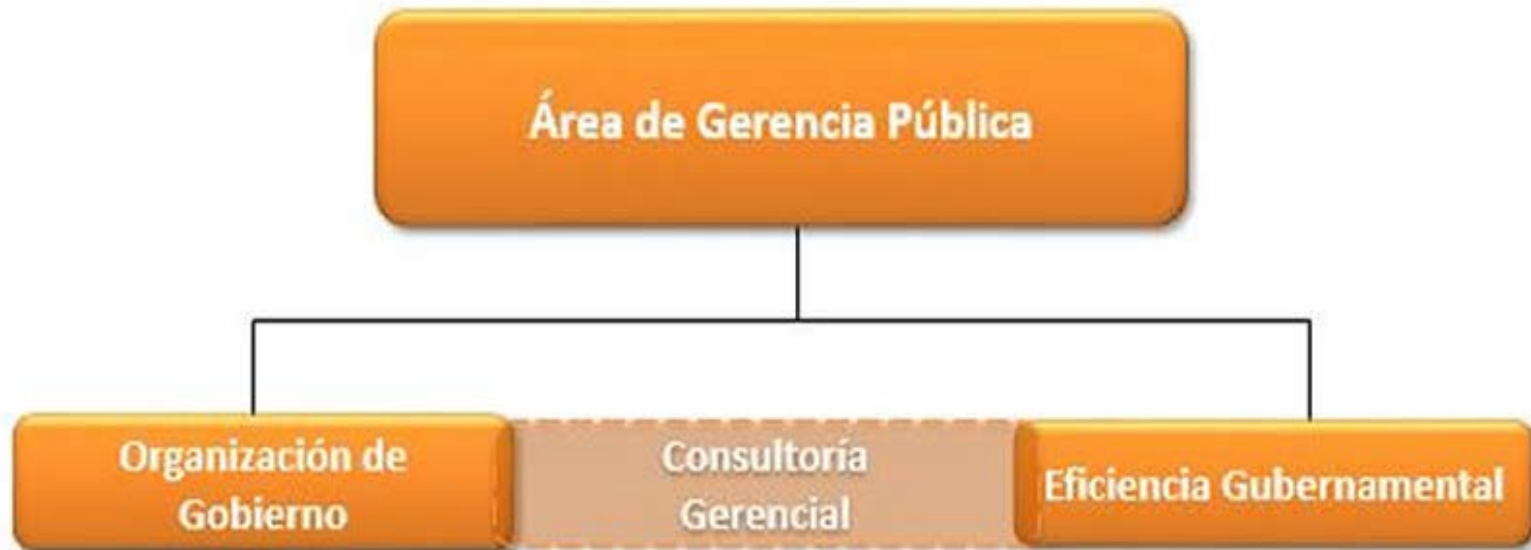 Área de Gerencia Pública
Organización de
Gobierno
Consultoría
Gerencial
Eficiencia Gubernamental